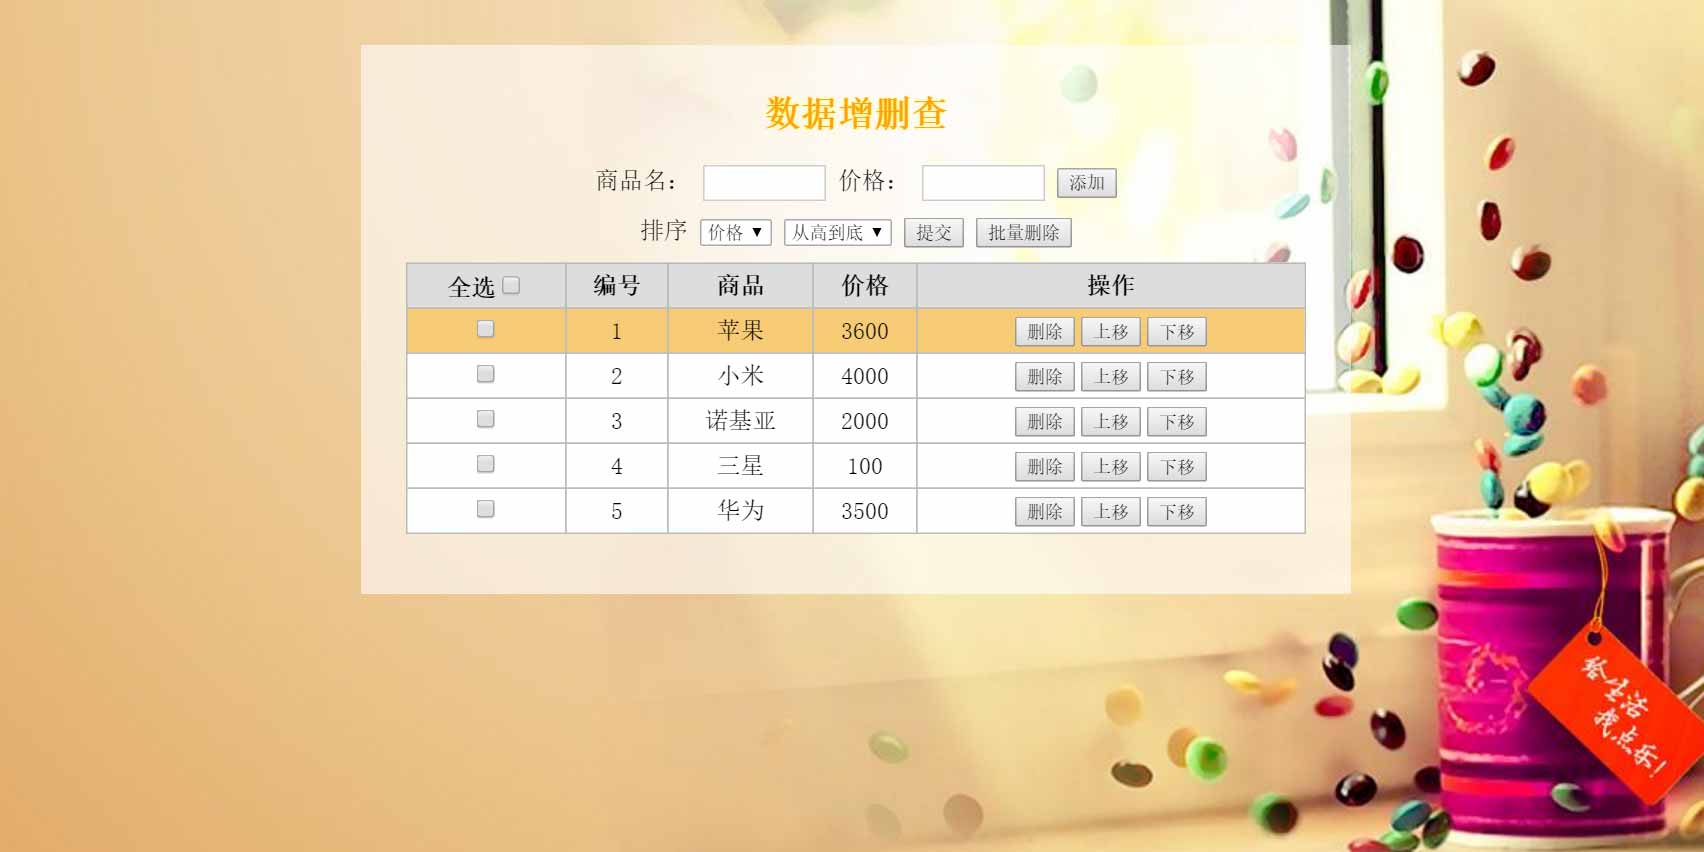 数据增删查
商品名： 价格： 添加
排序 价格 ▼ 从高到底 ▼ 提交 批量删除
全选 编号 商品 价格 操作
1 苹果 3600 删除 上移 下移
2 小米 4000 删除 上移 下移
3 诺基亚 2000 删除 上移 下移
4 三星 100 删除 上移 下移
5 华为 3500 删除 上移 下移
给生活
找点乐!